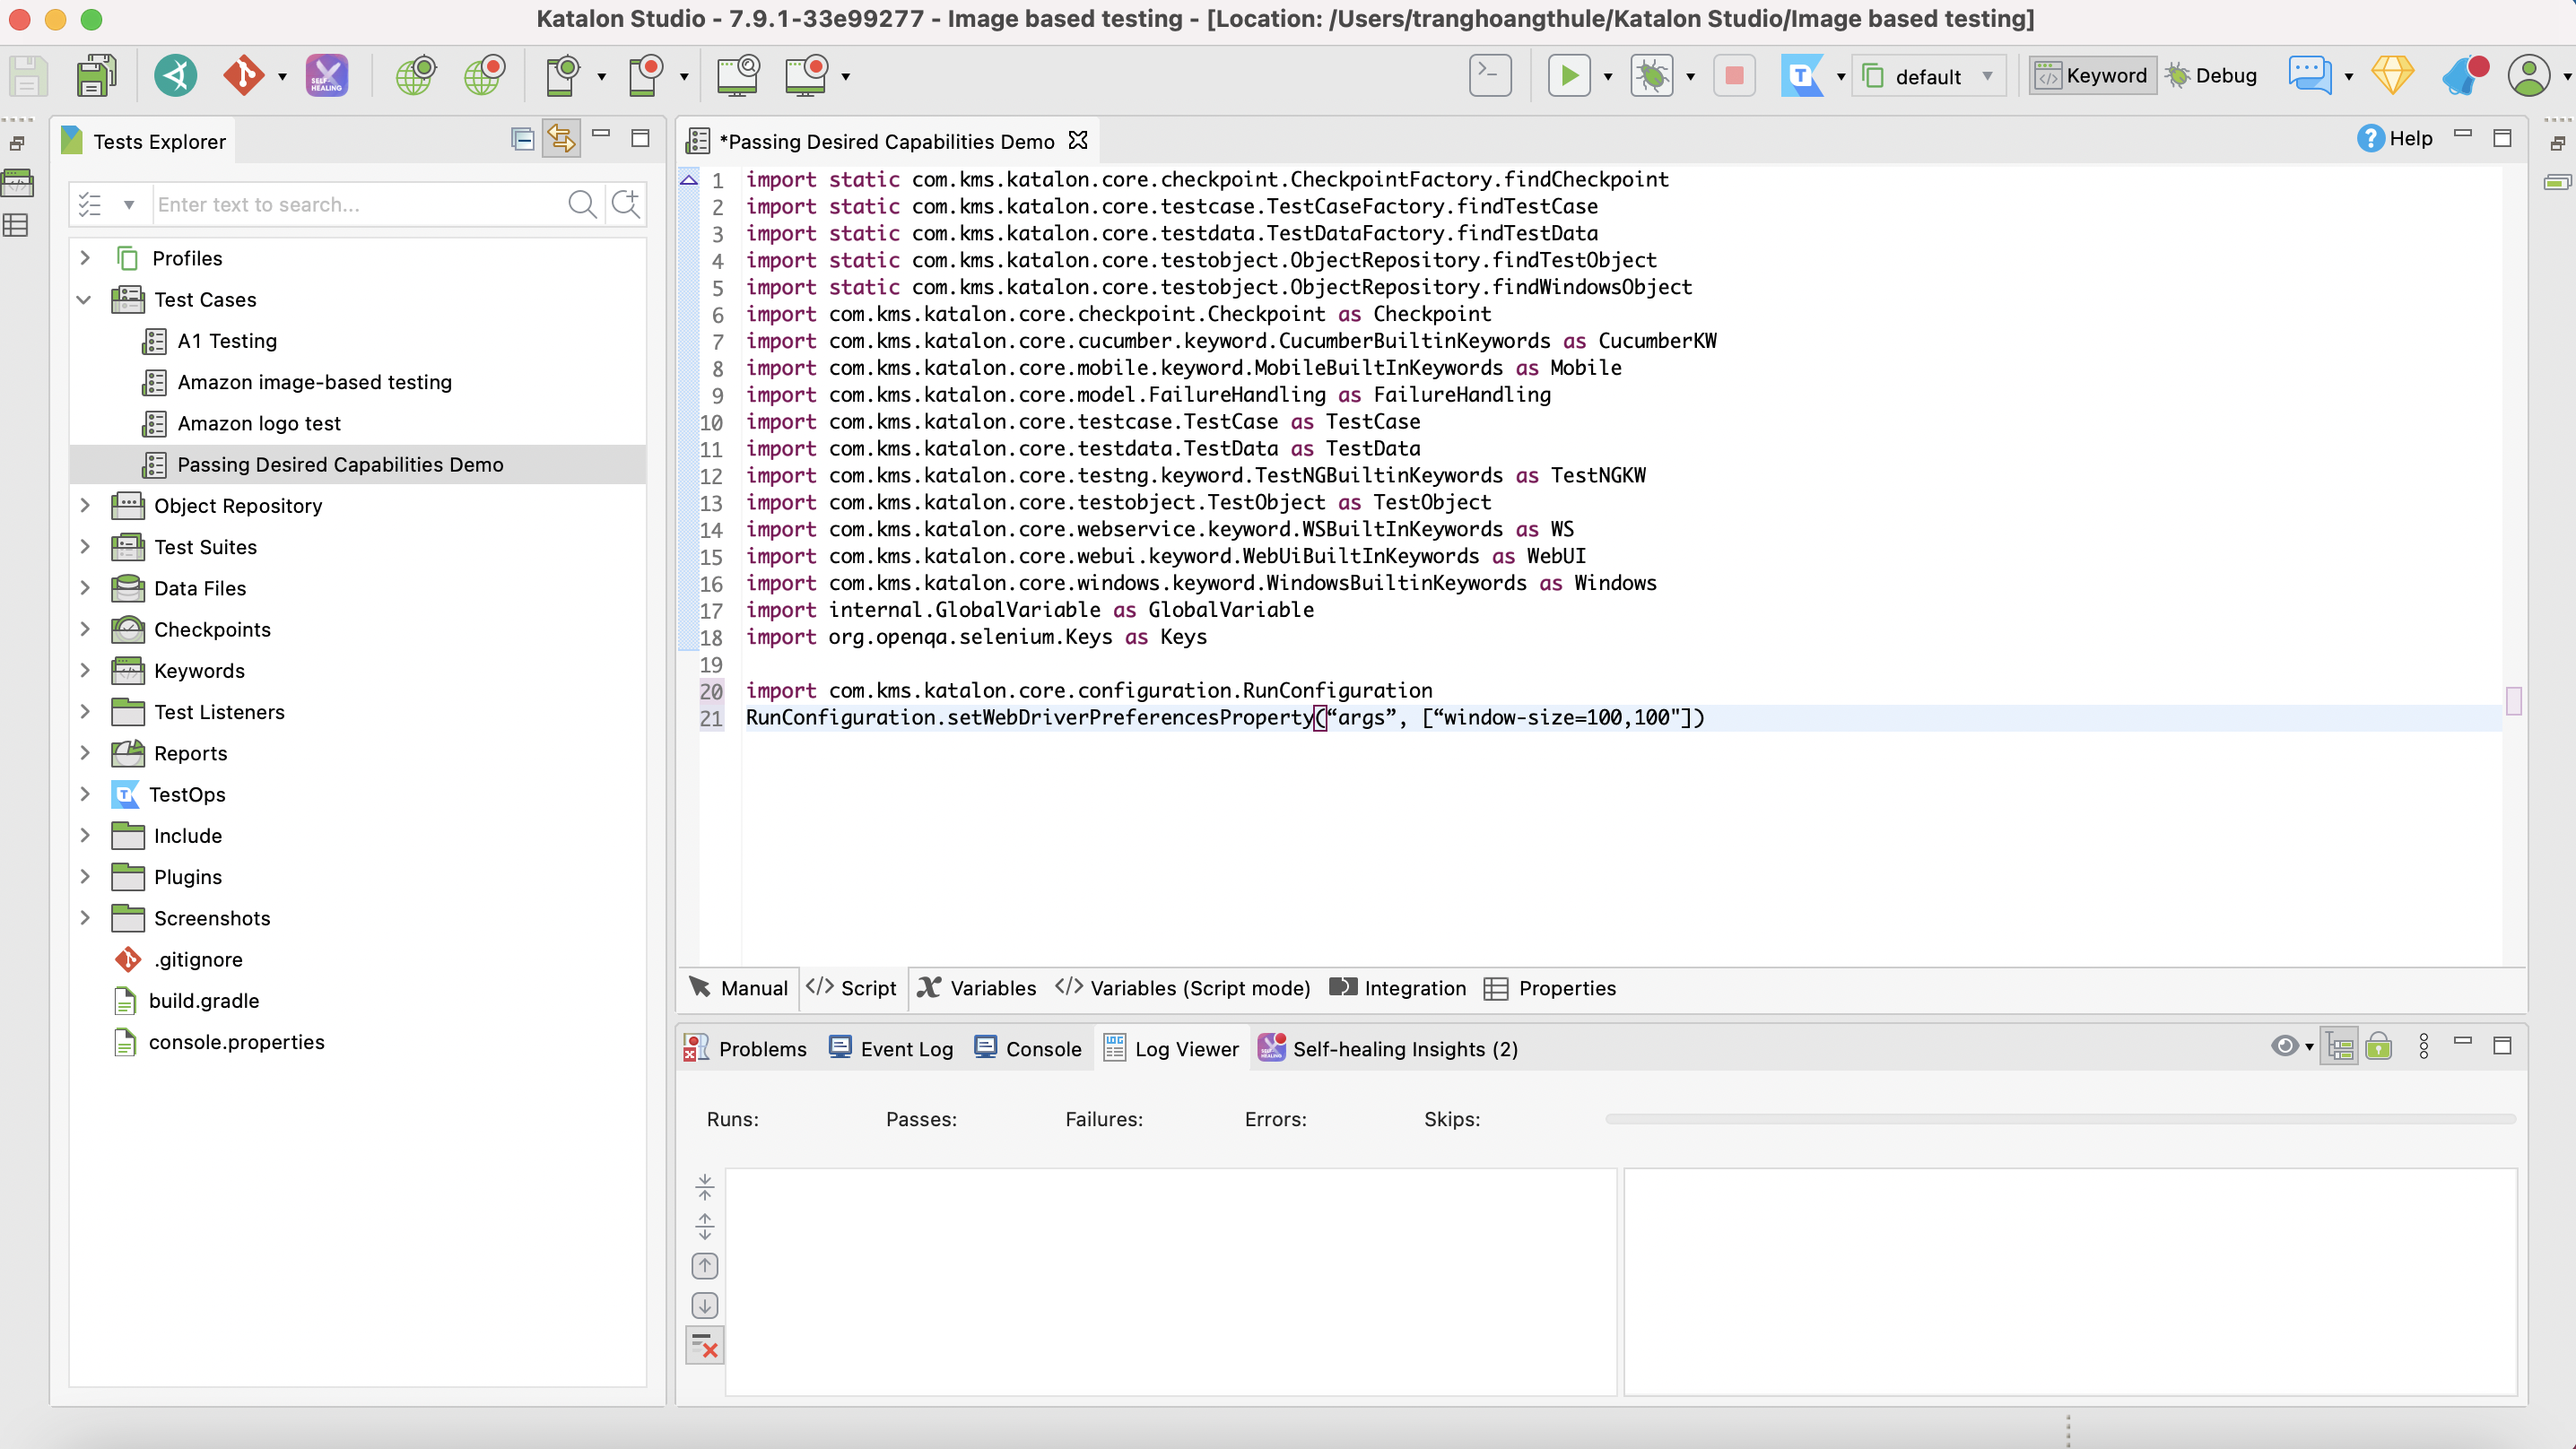 Katalon Studio - 7.9.1-33e99277 - Image based testing - [Location: /Users/tranghoangthule/Katalon Studio/Image based testing]
SELF-HEALING
T default Keyword Debug
Tests Explorer
Enter text to search...
Profiles
Test Cases
A1 Testing
Amazon image-based testing
Amazon logo test
Passing Desired Capabilities Demo
Object Repository
Test Suites
Data Files
Checkpoints
Keywords
Test Listeners
Reports
TestOps
Include
Plugins
Screenshots
.gitignore
build.gradle
console.properties
*Passing Desired Capabilities Demo
? Help
1 import static com.kms.katalon.core.checkpoint.CheckpointFactory.findCheckpoint
2 import static com.kms.katalon.core.testcase.TestCaseFactory.findTestCase
3 import static com.kms.katalon.core.testdata.TestDataFactory.findTestData
4 import static com.kms.katalon.core.testobject.ObjectRepository.findTestObject
5 import static com.kms.katalon.core.testobject.ObjectRepository.findWindowsObject
6 import com.kms.katalon.core.checkpoint.Checkpoint as Checkpoint
7 import com.kms.katalon.core.cucumber.keyword.CucumberBuiltinKeywords as CucumberKW
8 import com.kms.katalon.core.mobile.keyword.MobileBuiltInKeywords as Mobile
9 import com.kms.katalon.core.model.FailureHandling as FailureHandling
10 import com.kms.katalon.core.testcase.TestCase as TestCase
11 import com.kms.katalon.core.testdata.TestData as TestData
12 import com.kms.katalon.core.testng.keyword.TestNGBuiltinKeywords as TestNGKW
13 import com.kms.katalon.core.testobject.TestObject as TestObject
14 import com.kms.katalon.core.webservice.keyword.WSBuiltInKeywords as WS
15 import com.kms.katalon.core.webui.keyword.WebUiBuiltInKeywords as WebUI
16 import com.kms.katalon.core.windows.keyword.WindowsBuiltinKeywords as Windows
17 import internal.GlobalVariable as GlobalVariable
18 import org.openqa.selenium.Keys as Keys
19
20 import com.kms.katalon.core.configuration.RunConfiguration
21 RunConfiguration.setWebDriverPreferencesProperty(“args”, [“window-size=100,100"])
Manual Script Variables Variables (Script mode) Integration Properties
Problems Event Log Console Log Viewer Self-healing Insights (2)
Runs: Passes: Failures: Errors: Skips: